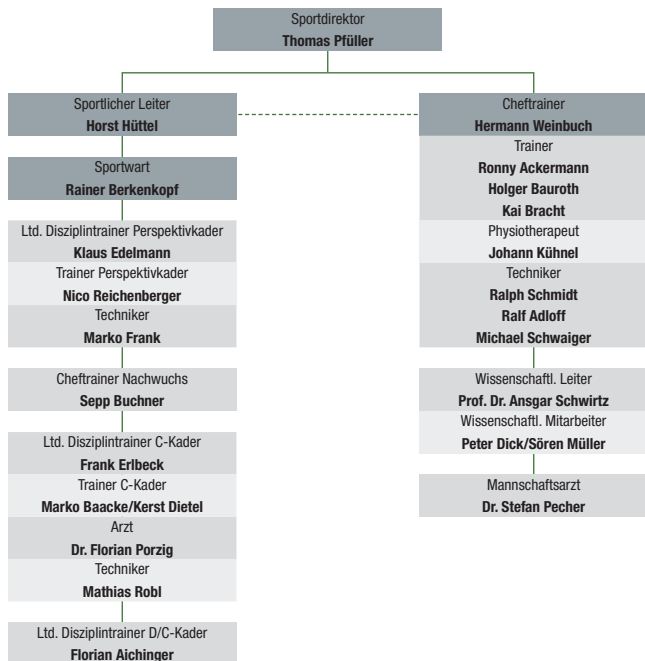 Sportdirektor
Thomas Pfüller
Sportlicher Leiter
Horst Hüttel
Sportwart
Rainer Berkenkopf
Ltd. Disziplintrainer Perspektivkader
Klaus Edelmann
Trainer Perspektivkader
Nico Reichenberger
Techniker
Marko Frank
Cheftrainer Nachwuchs
Sepp Buchner
Ltd. Disziplintrainer C-Kader
Frank Erlbeck
Trainer C-Kader
Marko Baacke/Kerst Dietel
Arzt
Dr. Florian Porzig
Techniker
Mathias Robl
Ltd. Disziplintrainer D/C-Kader
Florian Aichinger
Cheftrainer
Hermann Weinbuch
Trainer
Ronny Ackermann
Holger Bauroth
Kai Bracht
Physiotherapeut
Johann Kühnel
Techniker
Ralph Schmidt
Ralf Adloff
Michael Schwaiger
Wissenschaftl. Leiter
Prof. Dr. Ansgar Schwirtz
Wissenschaftl. Mitarbeiter
Peter Dick/Sören Müller
Mannschaftsarzt
Dr. Stefan Pecher